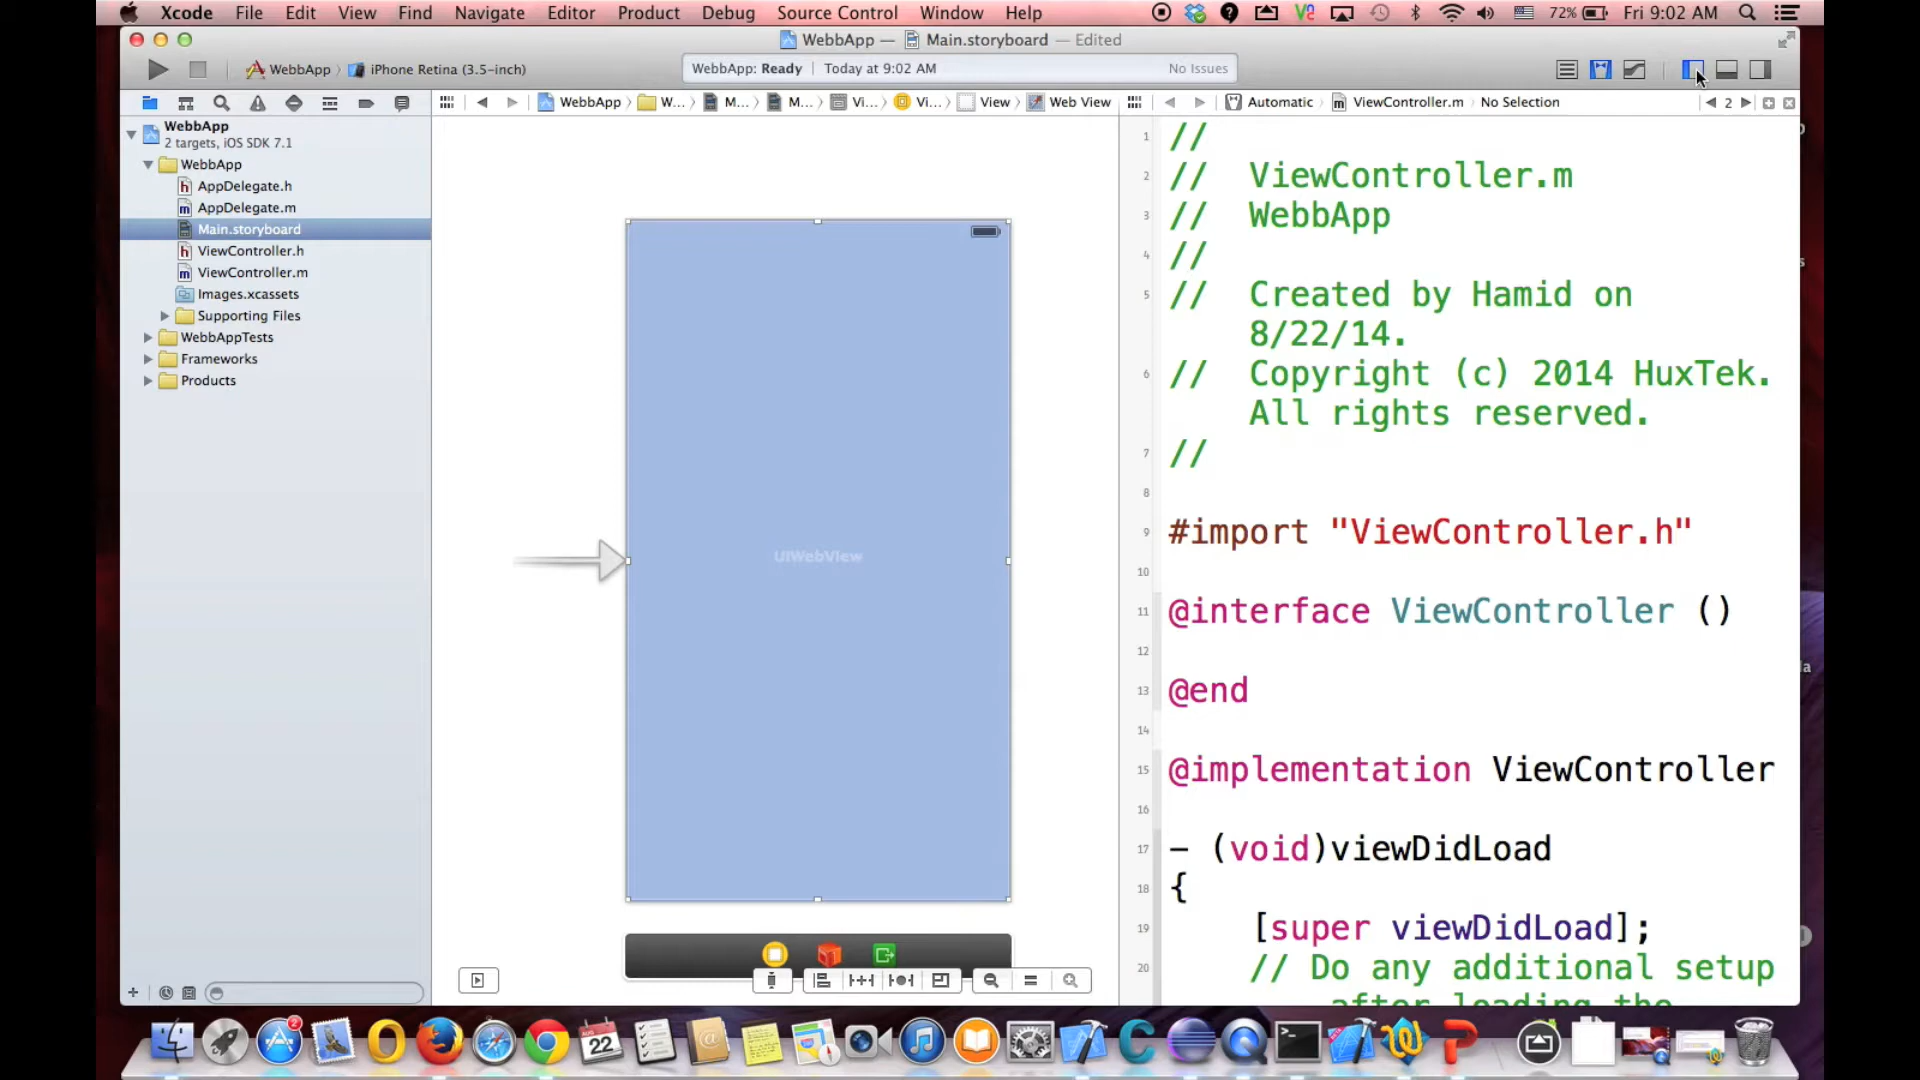 Xcode File Edit View Find Navigate Editor Product Debug Source Control Window Help 72% Fri 9:02 AM
WebbApp — Main.storyboard — Edited
WebbApp iPhone Retina (3.5-inch) WebbApp: Ready Today at 9:02 AM No Issues
WebbApp W... M... M... Vi... Vi... View Web View Automatic ViewController.m No Selection 2
WebbApp
2 targets, iOS SDK 7.1
WebbApp
AppDelegate.h
AppDelegate.m
Main.storyboard
ViewController.h
ViewController.m
Images.xcassets
Supporting Files
WebbAppTests
Frameworks
Products
UIWebView
1 //
2 // ViewController.m
3 // WebbApp
4 //
5 // Created by Hamid on
8/22/14.
6 // Copyright (c) 2014 HuxTek.
All rights reserved.
7 //
8
9 #import "ViewController.h"
10
11 @interface ViewController ()
12
13 @end
14
15 @implementation ViewController
16
17 - (void)viewDidLoad
18 {
19 [super viewDidLoad];
20 // Do any additional setup
after loading the
AUG
22
2